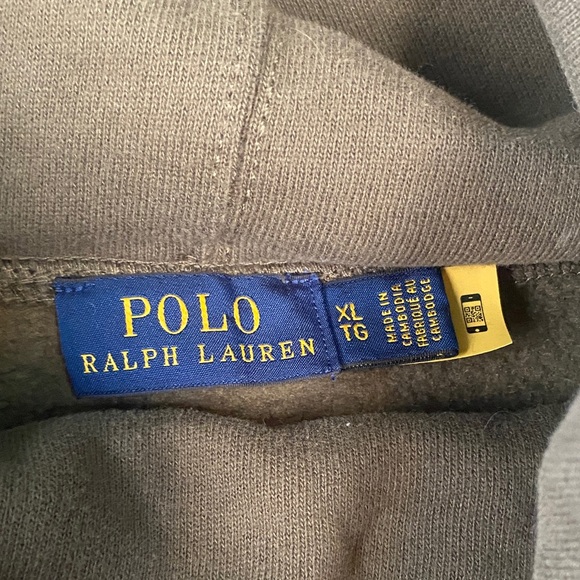 POLO
RALPH LAUREN
XL
TG
MADE IN
CAMBODIA
FABRIQUÉ AU
CAMBODGE